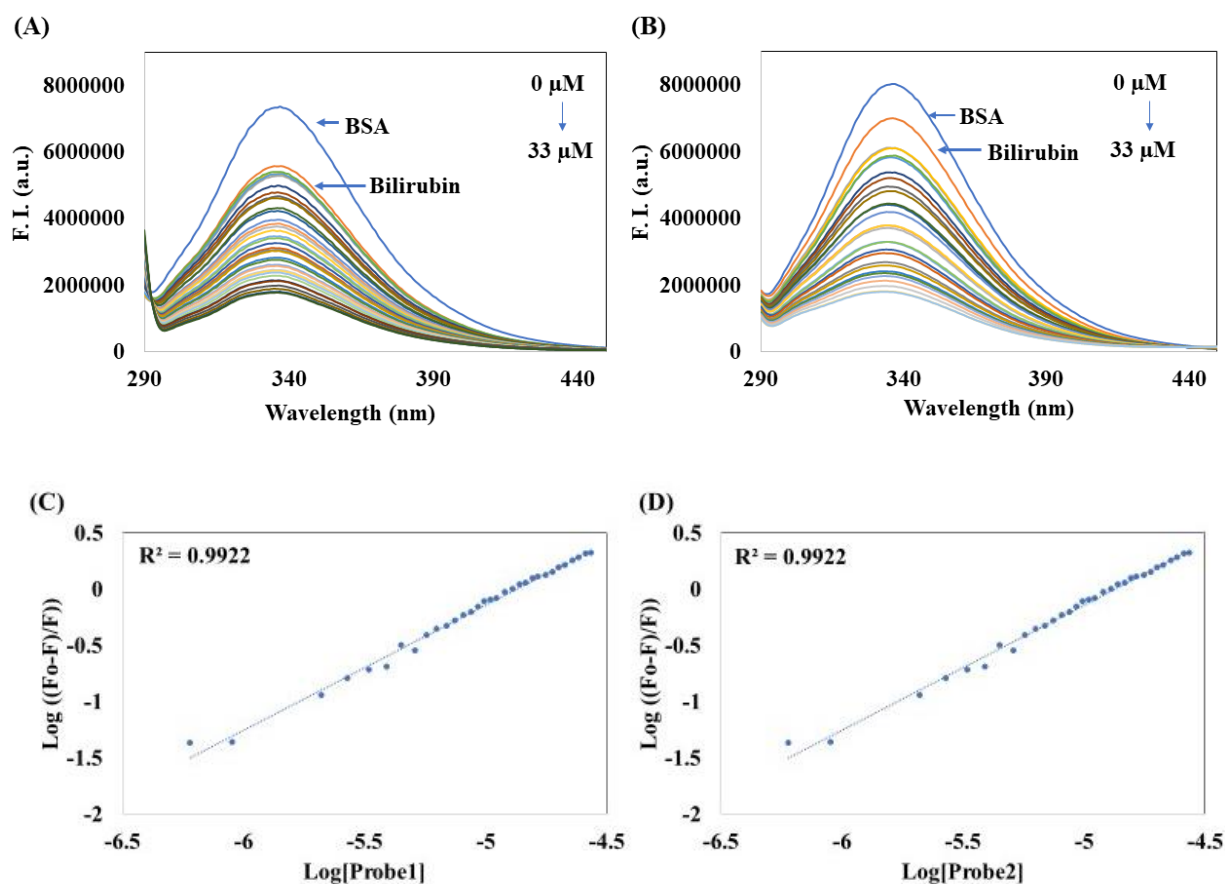 (A)
F. I. (a.u.)
8000000
6000000
4000000
2000000
0
0 μM
33 μM
BSA
Bilirubin
290
340
390
440
Wavelength (nm)
(B)
F. I. (a.u.)
8000000
6000000
4000000
2000000
0
0 μM
33 μM
BSA
Bilirubin
290
340
390
440
Wavelength (nm)
(C)
Log ((Fo-F)/F))
0.5
0
-0.5
-1
-1.5
-2
R² = 0.9922
-6.5
-6
-5.5
-5
-4.5
Log[Probe1]
(D)
Log ((Fo-F)/F))
0.5
0
-0.5
-1
-1.5
-2
R² = 0.9922
-6.5
-6
-5.5
-5
-4.5
Log[Probe2]